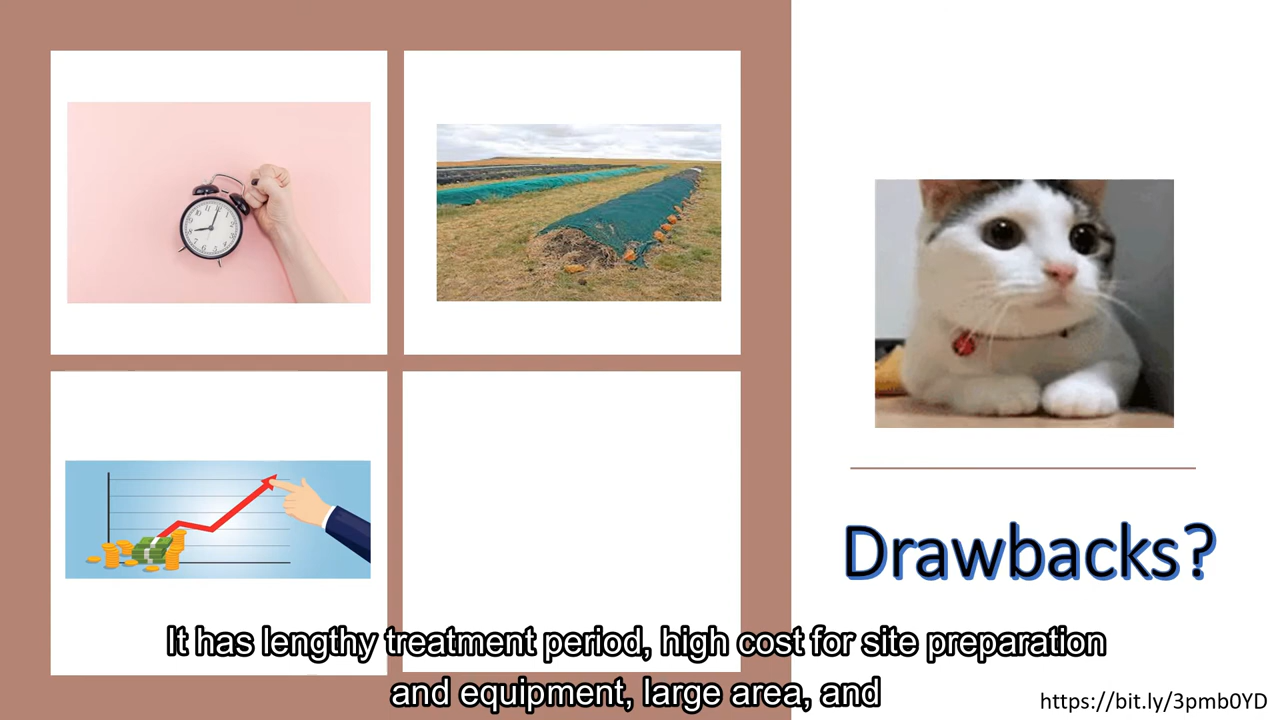 Drawbacks?
It has lengthy treatment period, high cost for site preparation
and equipment, large area, and
https://bit.ly/3pmb0YD